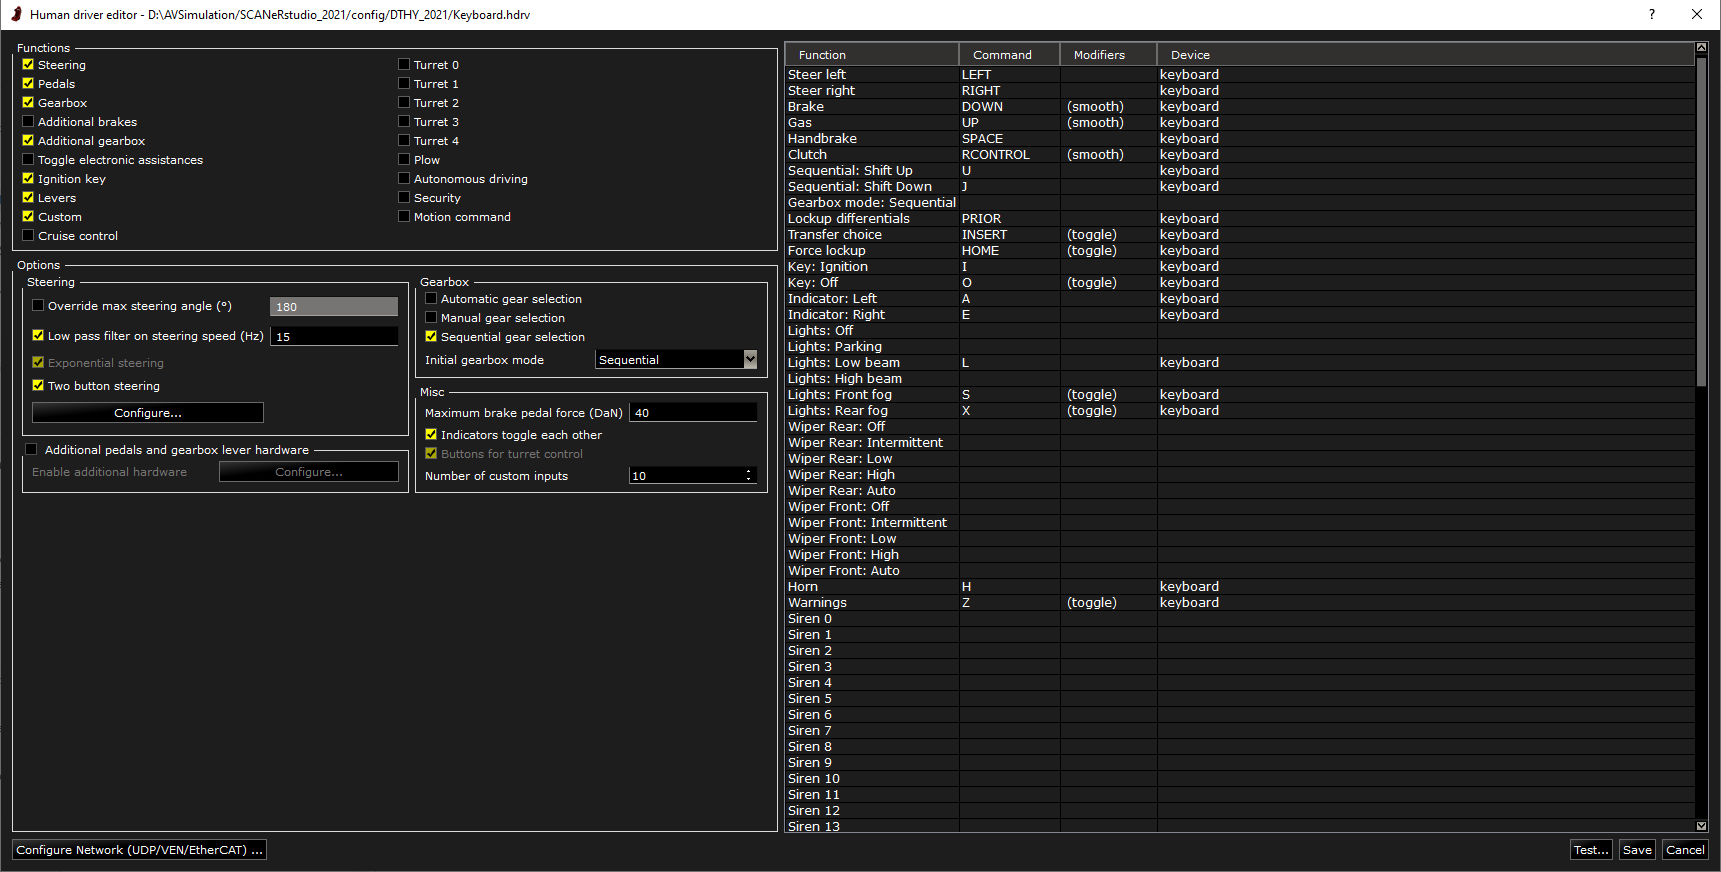 Human driver editor - D:\AVSimulation/SCANeRstudio_2021/config/DTHY_2021/Keyboard.hdrv
?
Functions
Steering
Pedals
Gearbox
Additional brakes
Additional gearbox
Toggle electronic assistances
Ignition key
Levers
Custom
Cruise control
Turret 0
Turret 1
Turret 2
Turret 3
Turret 4
Plow
Autonomous driving
Security
Motion command
Options
Steering
Override max steering angle (°) 180
Low pass filter on steering speed (Hz) 15
Exponential steering
Two button steering
Configure...
Additional pedals and gearbox lever hardware
Enable additional hardware Configure...
Gearbox
Automatic gear selection
Manual gear selection
Sequential gear selection
Initial gearbox mode Sequential
Misc
Maximum brake pedal force (DaN) 40
Indicators toggle each other
Buttons for turret control
Number of custom inputs 10
Function Command Modifiers Device
Steer left LEFT keyboard
Steer right RIGHT keyboard
Brake DOWN (smooth) keyboard
Gas UP (smooth) keyboard
Handbrake SPACE keyboard
Clutch RCONTROL (smooth) keyboard
Sequential: Shift Up U keyboard
Sequential: Shift Down J keyboard
Gearbox mode: Sequential
Lockup differentials PRIOR keyboard
Transfer choice INSERT (toggle) keyboard
Force lockup HOME (toggle) keyboard
Key: Ignition I keyboard
Key: Off O (toggle) keyboard
Indicator: Left A keyboard
Indicator: Right E keyboard
Lights: Off
Lights: Parking
Lights: Low beam L keyboard
Lights: High beam
Lights: Front fog S (toggle) keyboard
Lights: Rear fog X (toggle) keyboard
Wiper Rear: Off
Wiper Rear: Intermittent
Wiper Rear: Low
Wiper Rear: High
Wiper Rear: Auto
Wiper Front: Off
Wiper Front: Intermittent
Wiper Front: Low
Wiper Front: High
Wiper Front: Auto
Horn H keyboard
Warnings Z (toggle) keyboard
Siren 0
Siren 1
Siren 2
Siren 3
Siren 4
Siren 5
Siren 6
Siren 7
Siren 8
Siren 9
Siren 10
Siren 11
Siren 12
Siren 13
Configure Network (UDP/VEN/EtherCAT) ...
Test... Save Cancel